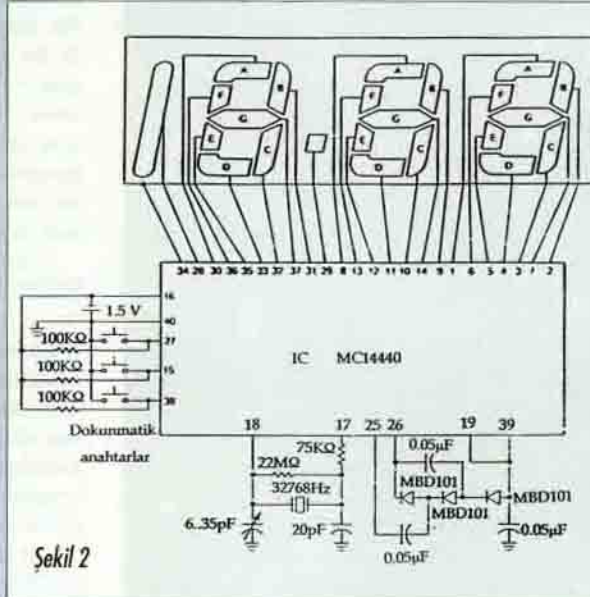 A A A
F B F B F B
G G G
E C E C E C
D D D
34 28 30 36 35 33 32 37 31 29 8 13 12 11 10 14 9 1 6 5 4 3 7 2
16
1.5 V
40
100KΩ 27
100KΩ 15
100KΩ 38
IC MC14440
Dokunmatik
anahtarlar
18 17 25 26 19 39
75KΩ
22MΩ
0.05µF
32768Hz
MBD101
MBD101
MBD101
6..35pF
20pF
0.05µF
0.05µF
Şekil 2